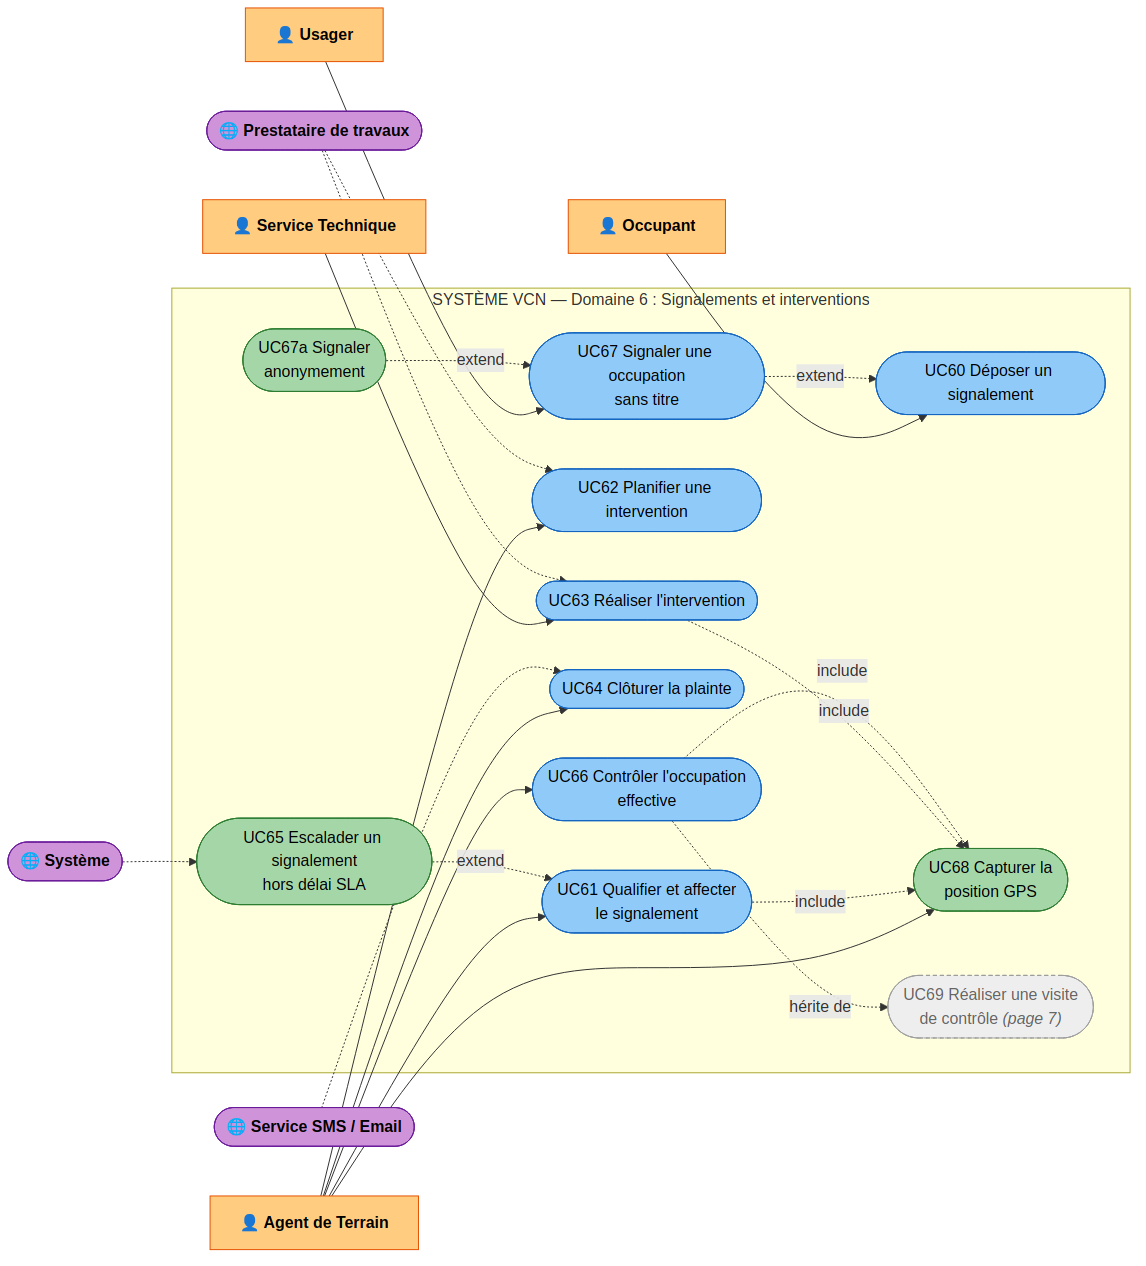 👤 Usager
🌐 Prestataire de travaux
👤 Service Technique
👤 Occupant
SYSTÈME VCN — Domaine 6 : Signalements et interventions
UC67a Signaler
anonymement
extend
UC67 Signaler une
occupation
sans titre
extend
UC60 Déposer un
signalement
UC62 Planifier une
intervention
UC63 Réaliser l'intervention
include
UC64 Clôturer la plainte
include
UC66 Contrôler l'occupation
effective
🌐 Système
UC65 Escalader un
signalement
hors délai SLA
extend
UC61 Qualifier et affecter
le signalement
include
UC68 Capturer la
position GPS
hérite de
UC69 Réaliser une visite
de contrôle (page 7)
🌐 Service SMS / Email
👤 Agent de Terrain